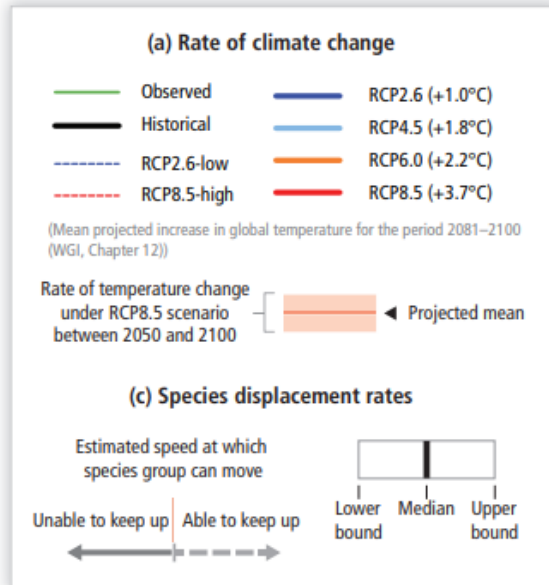 (a) Rate of climate change
Observed
Historical
RCP2.6-low
RCP8.5-high
RCP2.6 (+1.0°C)
RCP4.5 (+1.8°C)
RCP6.0 (+2.2°C)
RCP8.5 (+3.7°C)
(Mean projected increase in global temperature for the period 2081–2100
(WGI, Chapter 12))
Rate of temperature change
under RCP8.5 scenario
between 2050 and 2100
Projected mean
(c) Species displacement rates
Estimated speed at which
species group can move
Unable to keep up
Able to keep up
Lower
bound
Median
Upper
bound